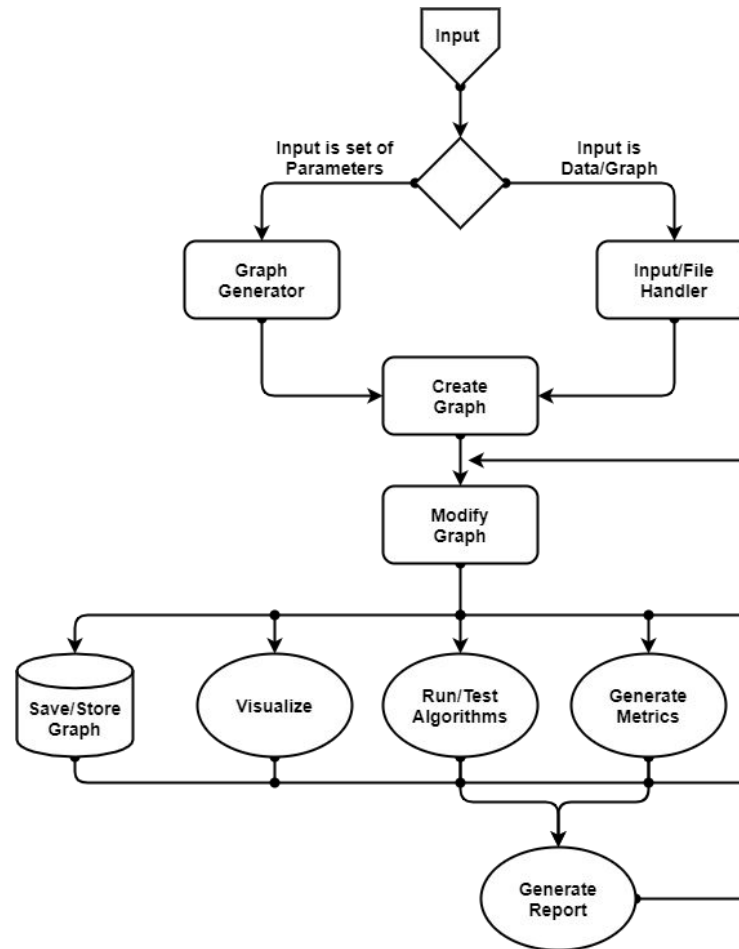 Input
Input is set of
Parameters
Input is
Data/Graph
Graph
Generator
Input/File
Handler
Create
Graph
Modify
Graph
Save/Store
Graph
Visualize
Run/Test
Algorithms
Generate
Metrics
Generate
Report